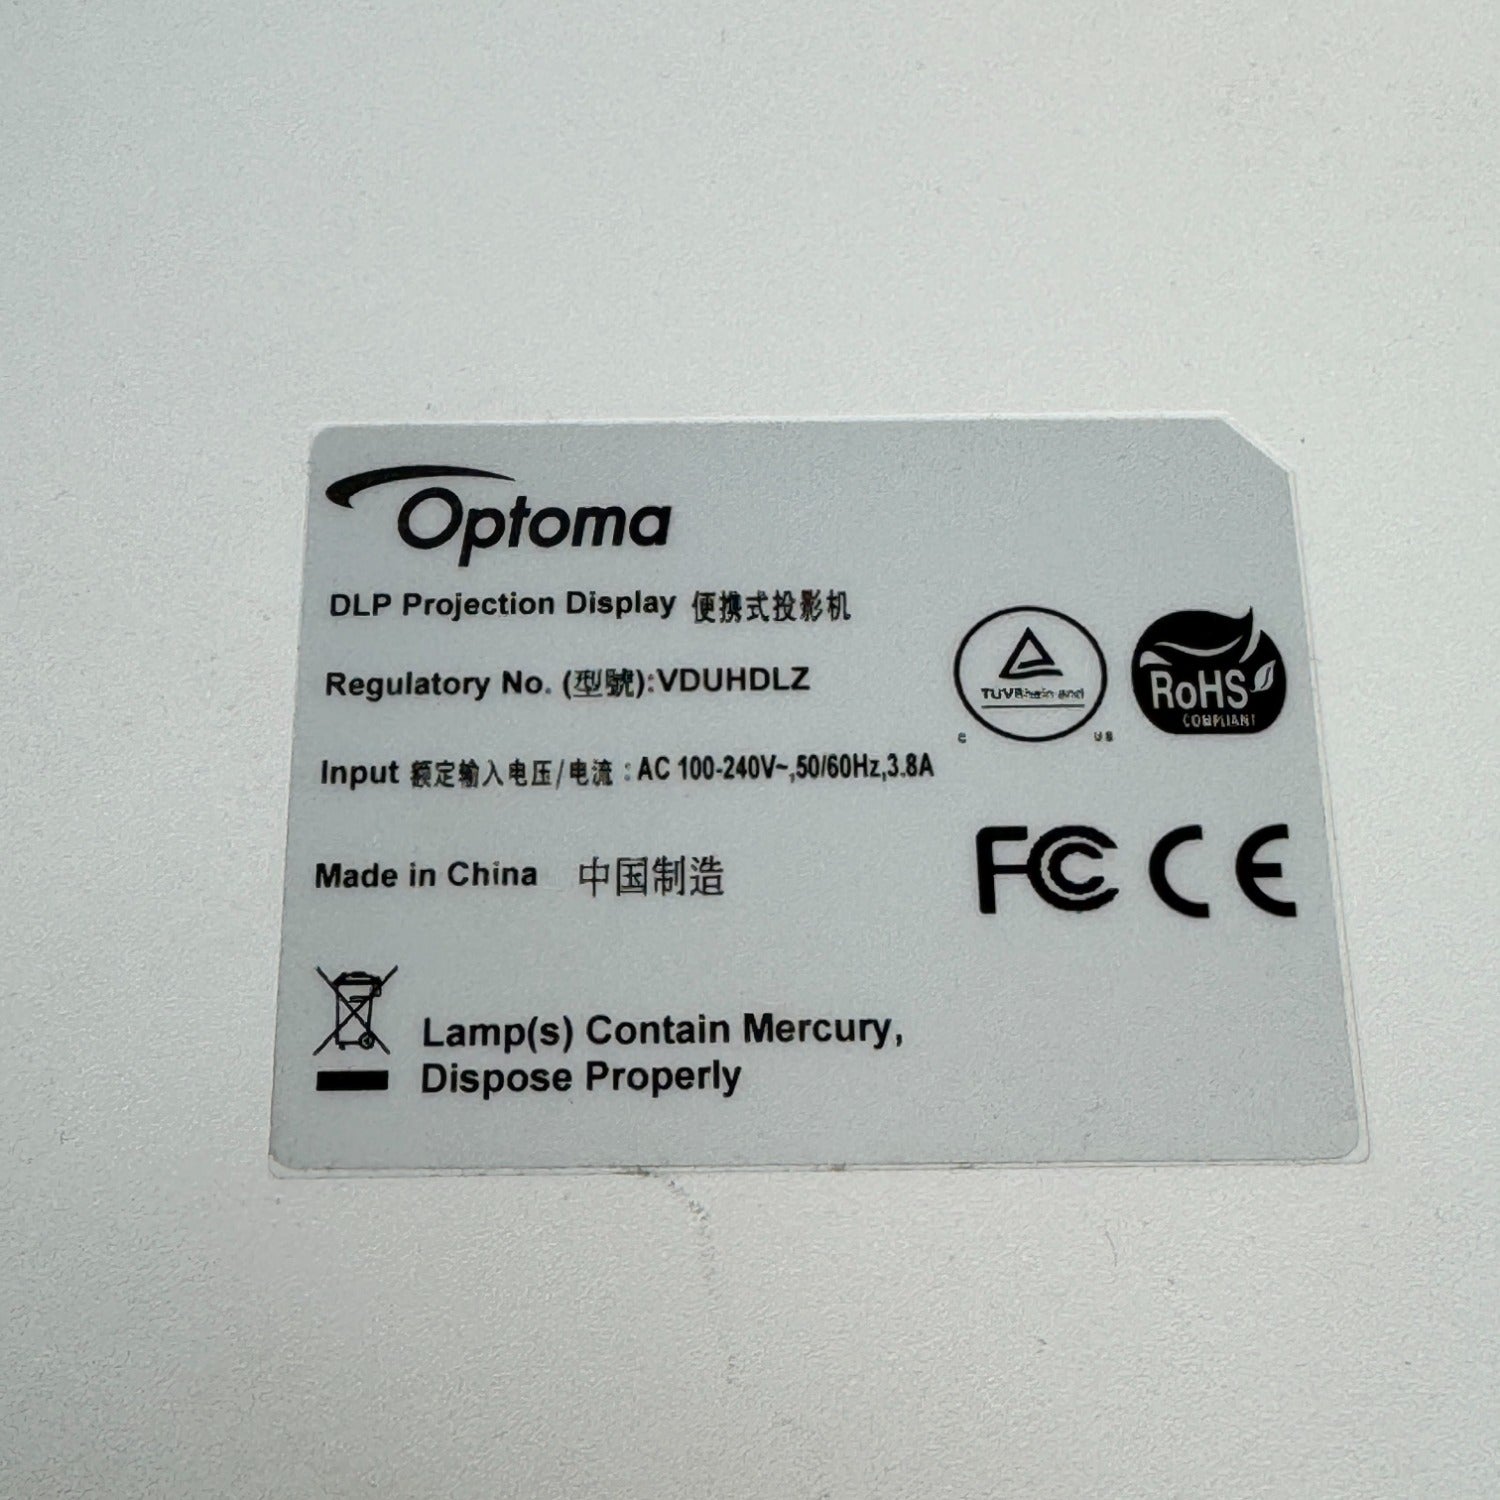 Optoma
DLP Projection Display 便携式投影机
Regulatory No. (型號):VDUHDLZ
Input 额定输入电压/电流 : AC 100-240V~,50/60Hz,3.8A
Made in China 中国制造
Lamp(s) Contain Mercury,
Dispose Properly
TUVRheinland
C US
RoHS
COMPLIANT
FC CE